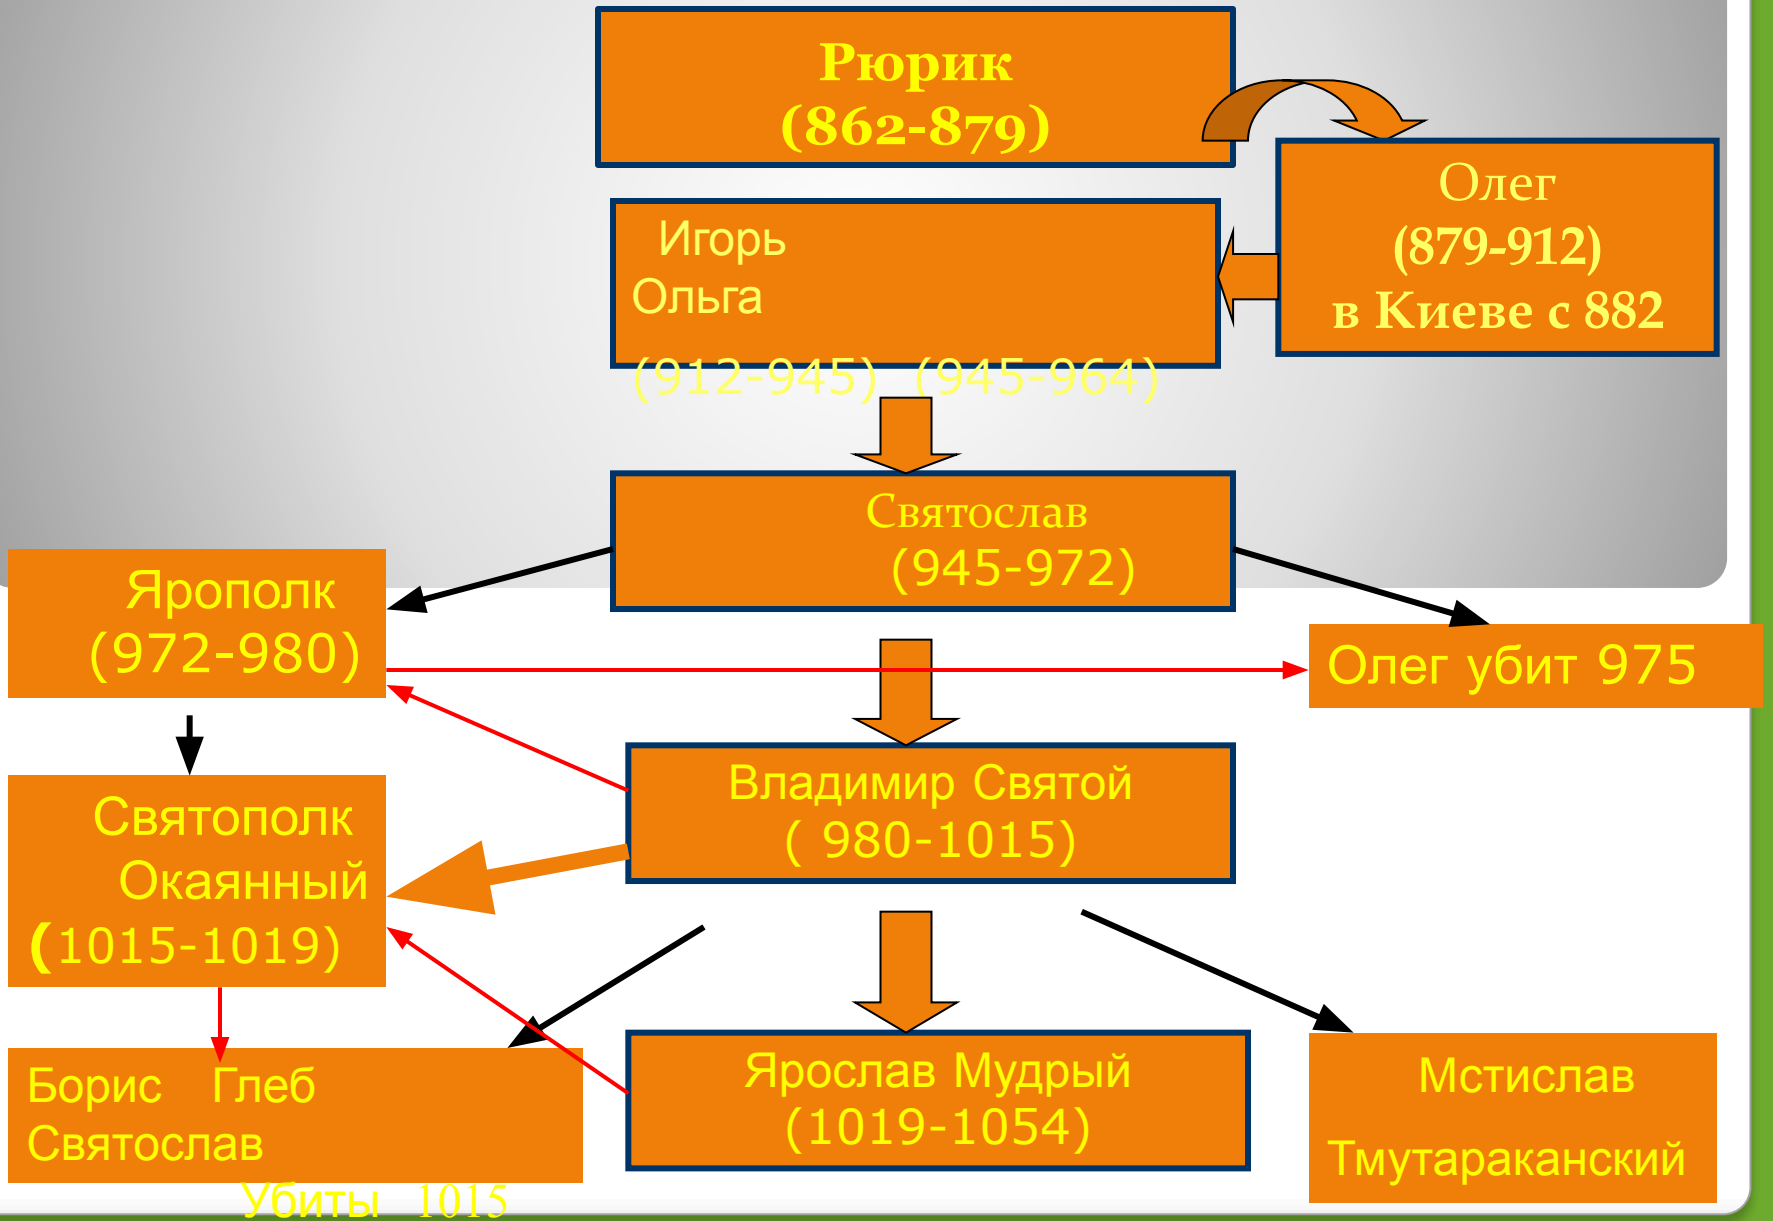 Рюрик
(862-879)
Олег
(879-912)
в Киеве с 882
Игорь
Ольга
(912-945) (945-964)
Святослав
(945-972)
Ярополк
(972-980)
Олег убит 975
Владимир Святой
( 980-1015)
Святополк
Окаянный
(1015-1019)
Борис Глеб
Святослав
Убиты 1015
Ярослав Мудрый
(1019-1054)
Мстислав
Тмутараканский